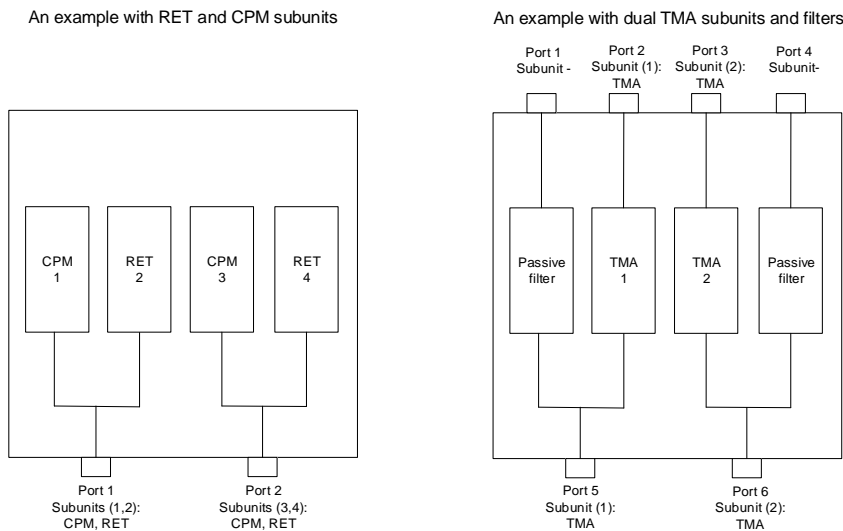 An example with RET and CPM subunits
CPM
1
RET
2
CPM
3
RET
4
Port 1
Subunits (1,2):
CPM, RET
Port 2
Subunits (3,4):
CPM, RET
An example with dual TMA subunits and filters
Port 1
Subunit -
Port 2
Subunit (1):
TMA
Port 3
Subunit (2):
TMA
Port 4
Subunit-
Passive
filter
TMA
1
TMA
2
Passive
filter
Port 5
Subunit (1):
TMA
Port 6
Subunit (2):
TMA